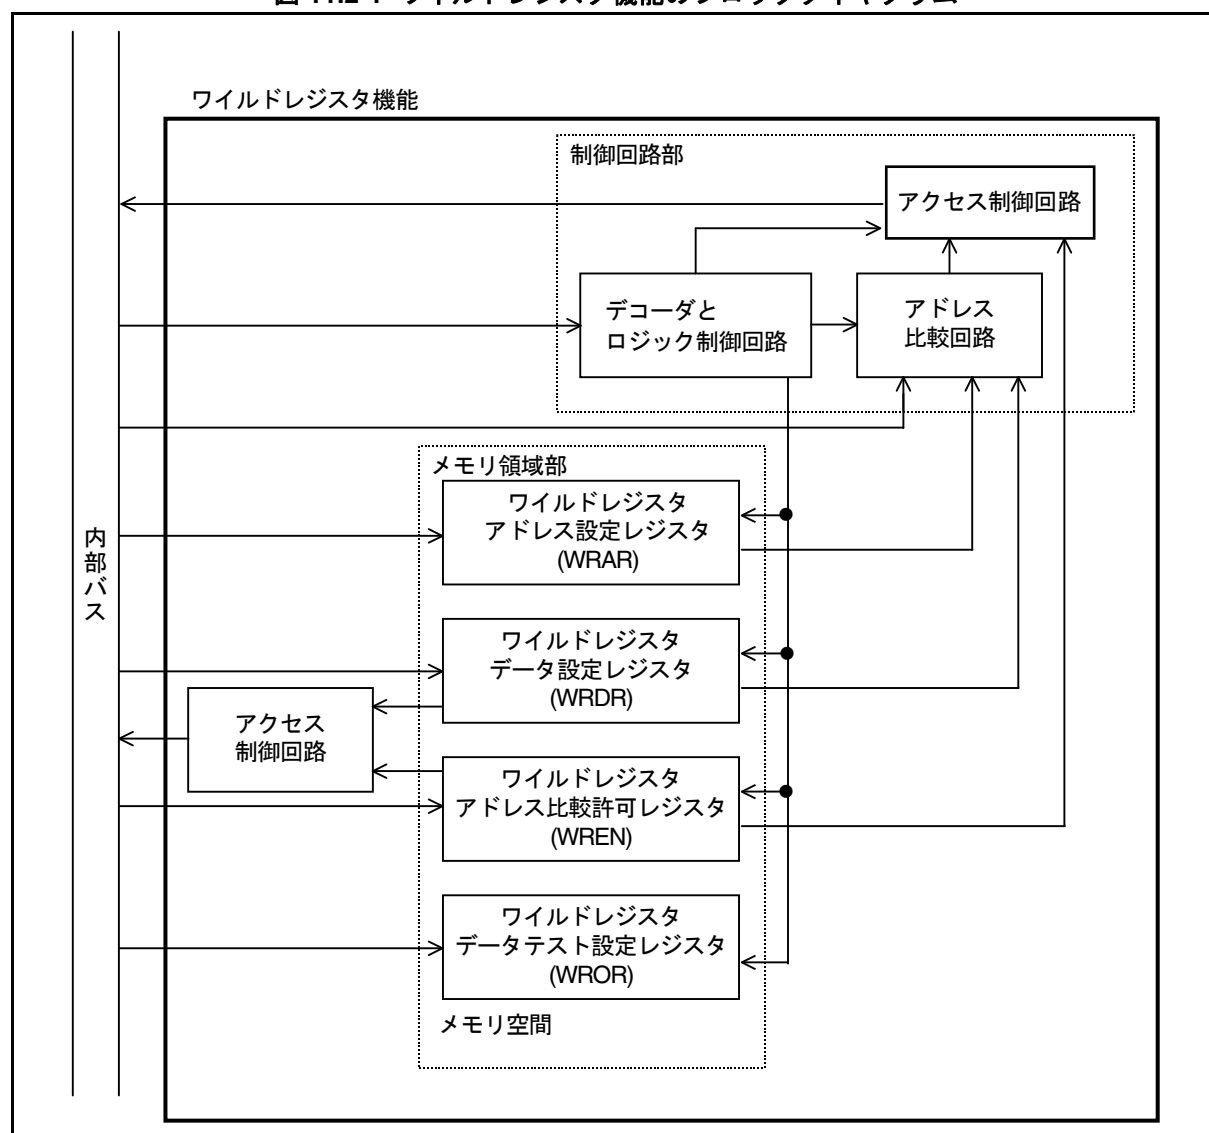 ワイルドレジスタ機能
制御回路部
アクセス制御回路
デコーダと
ロジック制御回路
アドレス
比較回路
メモリ領域部
ワイルドレジスタ
アドレス設定レジスタ
(WRAR)
内部バス
ワイルドレジスタ
データ設定レジスタ
(WRDR)
アクセス
制御回路
ワイルドレジスタ
アドレス比較許可レジスタ
(WREN)
ワイルドレジスタ
データテスト設定レジスタ
(WROR)
メモリ空間